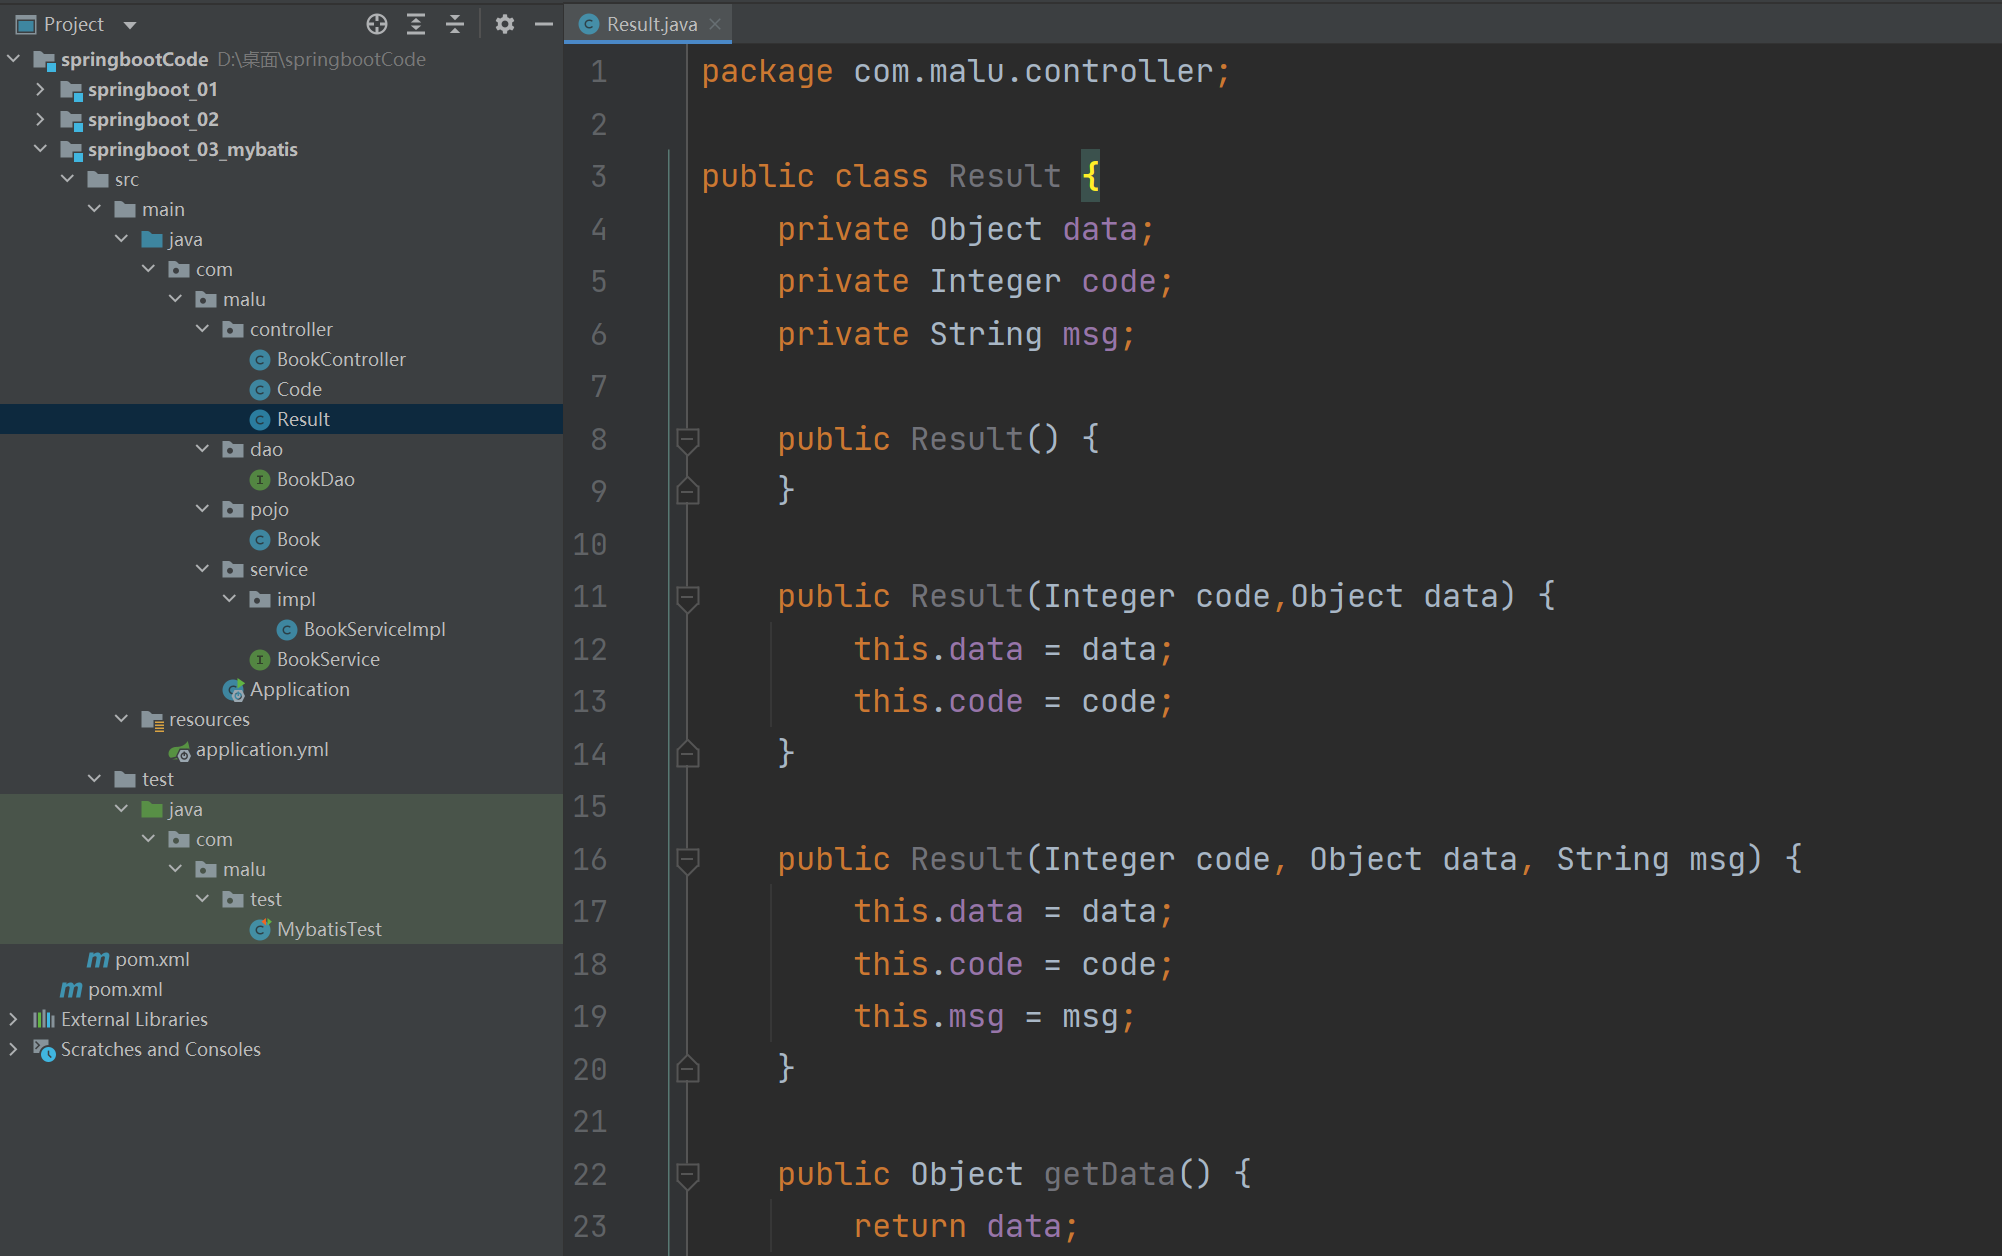 Project
springbootCode D:\桌面\springbootCode
springboot_01
springboot_02
springboot_03_mybatis
src
main
java
com
malu
controller
BookController
Code
Result
dao
BookDao
pojo
Book
service
impl
BookServiceImpl
BookService
Application
resources
application.yml
test
java
com
malu
test
MybatisTest
pom.xml
pom.xml
External Libraries
Scratches and Consoles
Result.java
1 package com.malu.controller;
2
3 public class Result {
4     private Object data;
5     private Integer code;
6     private String msg;
7
8     public Result() {
9     }
10
11     public Result(Integer code,Object data) {
12         this.data = data;
13         this.code = code;
14     }
15
16     public Result(Integer code, Object data, String msg) {
17         this.data = data;
18         this.code = code;
19         this.msg = msg;
20     }
21
22     public Object getData() {
23         return data;